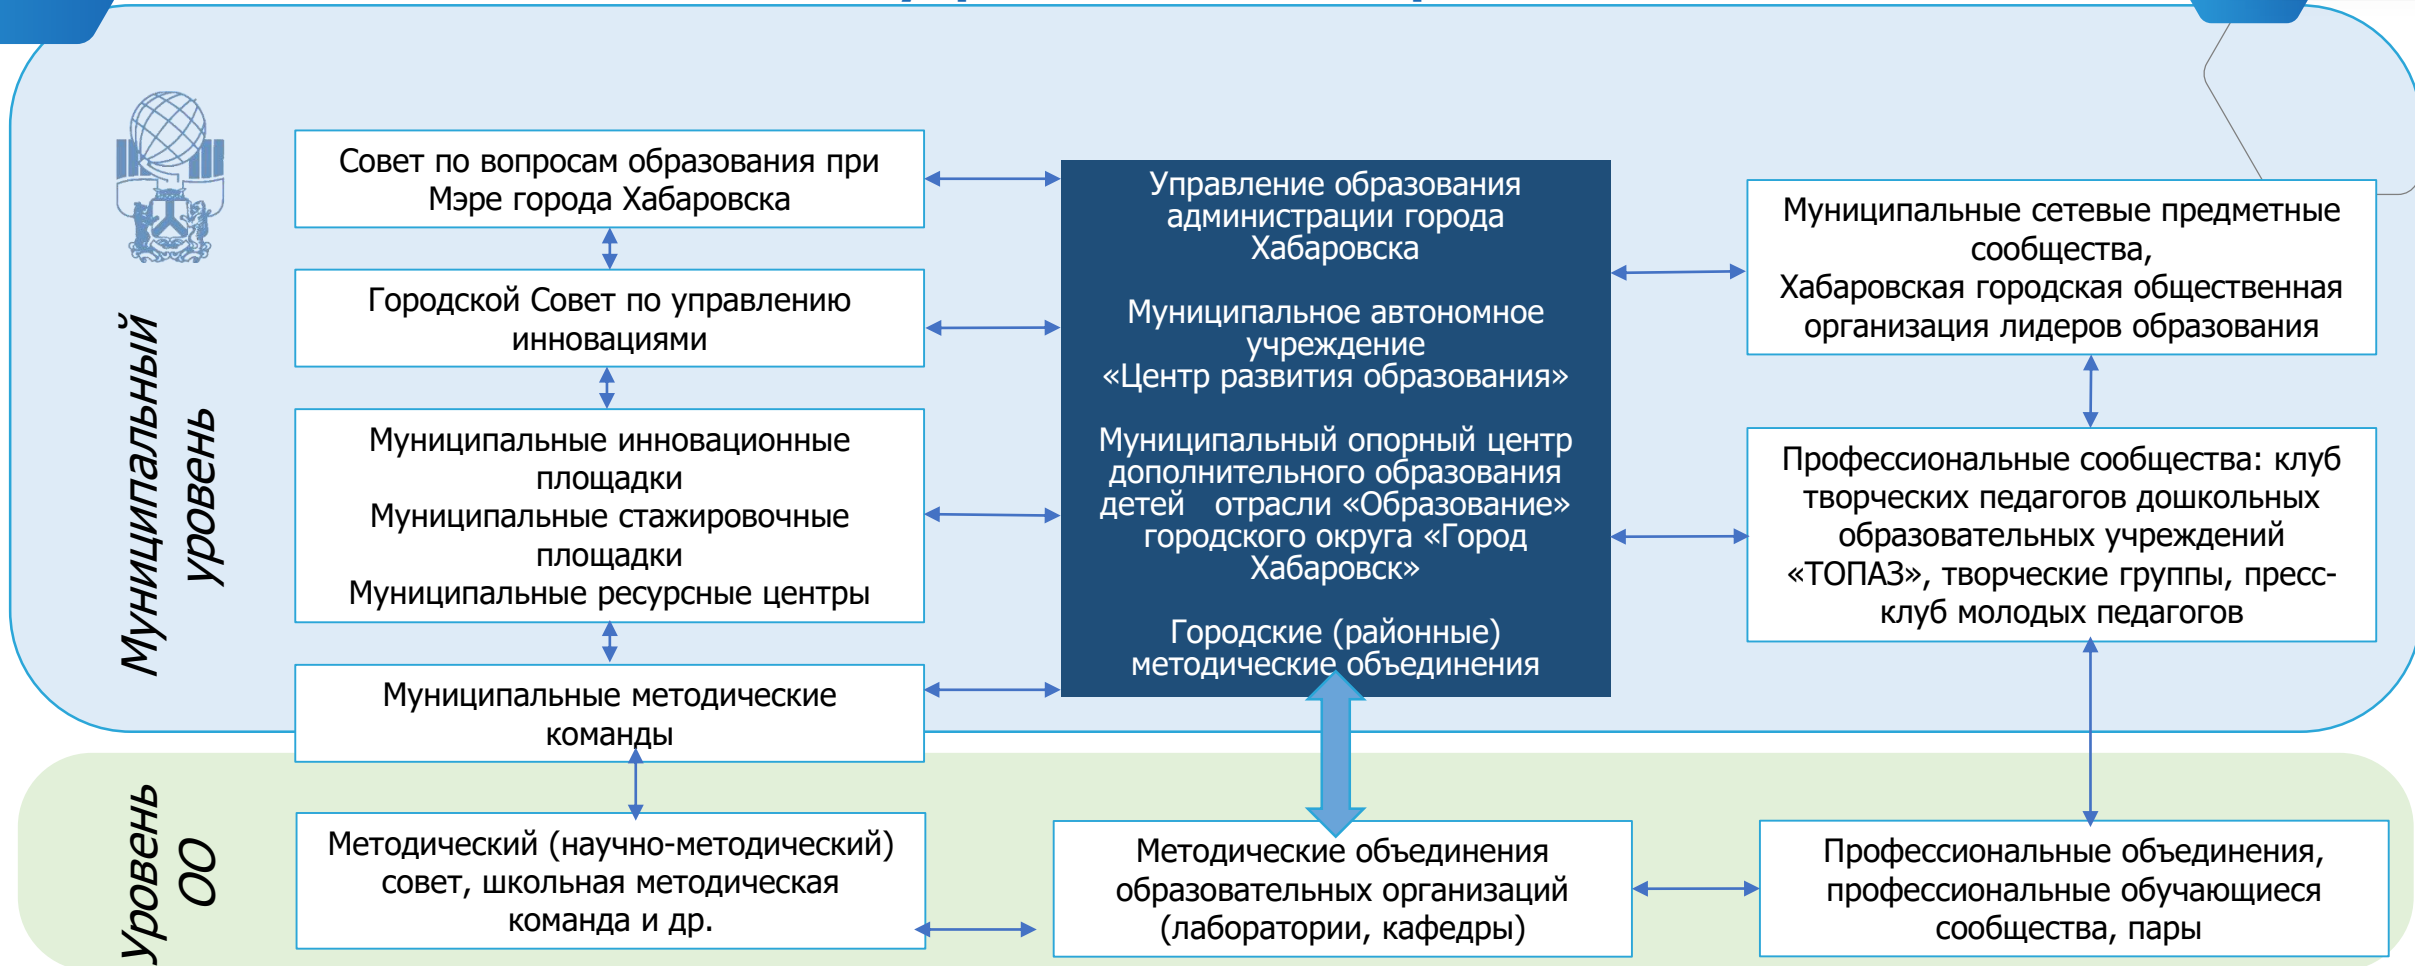 Муниципальный
уровень
Совет по вопросам образования при
Мэре города Хабаровска
Городской Совет по управлению
инновациями
Муниципальные инновационные
площадки
Муниципальные стажировочные
площадки
Муниципальные ресурсные центры
Муниципальные методические
команды
Управление образования
администрации города
Хабаровска
Муниципальное автономное
учреждение
«Центр развития образования»
Муниципальный опорный центр
дополнительного образования
детей отрасли «Образование»
городского округа «Город
Хабаровск»
Городские (районные)
методические объединения
Муниципальные сетевые предметные
сообщества,
Хабаровская городская общественная
организация лидеров образования
Профессиональные сообщества: клуб
творческих педагогов дошкольных
образовательных учреждений
«ТОПАЗ», творческие группы, пресс-
клуб молодых педагогов
Уровень
ОО
Методический (научно-методический)
совет, школьная методическая
команда и др.
Методические объединения
образовательных организаций
(лаборатории, кафедры)
Профессиональные объединения,
профессиональные обучающиеся
сообщества, пары